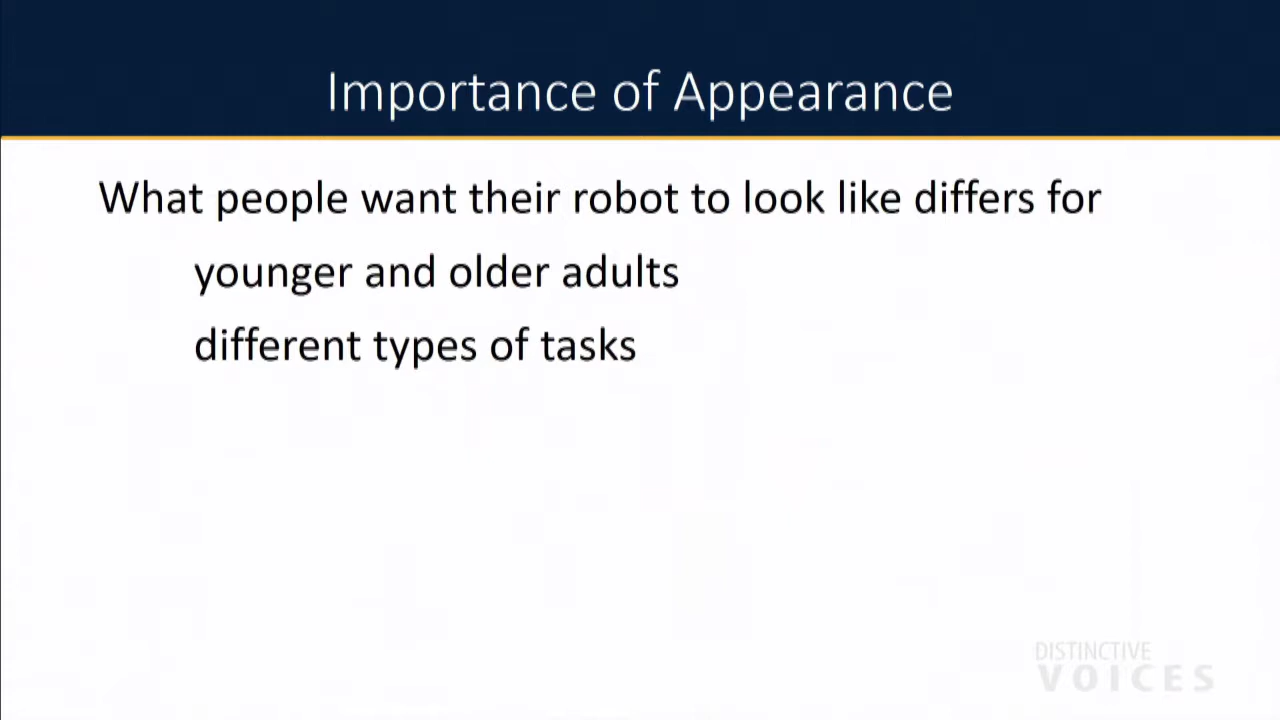 Importance of Appearance
What people want their robot to look like differs for
younger and older adults
different types of tasks
DISTINCTIVE
VOICES